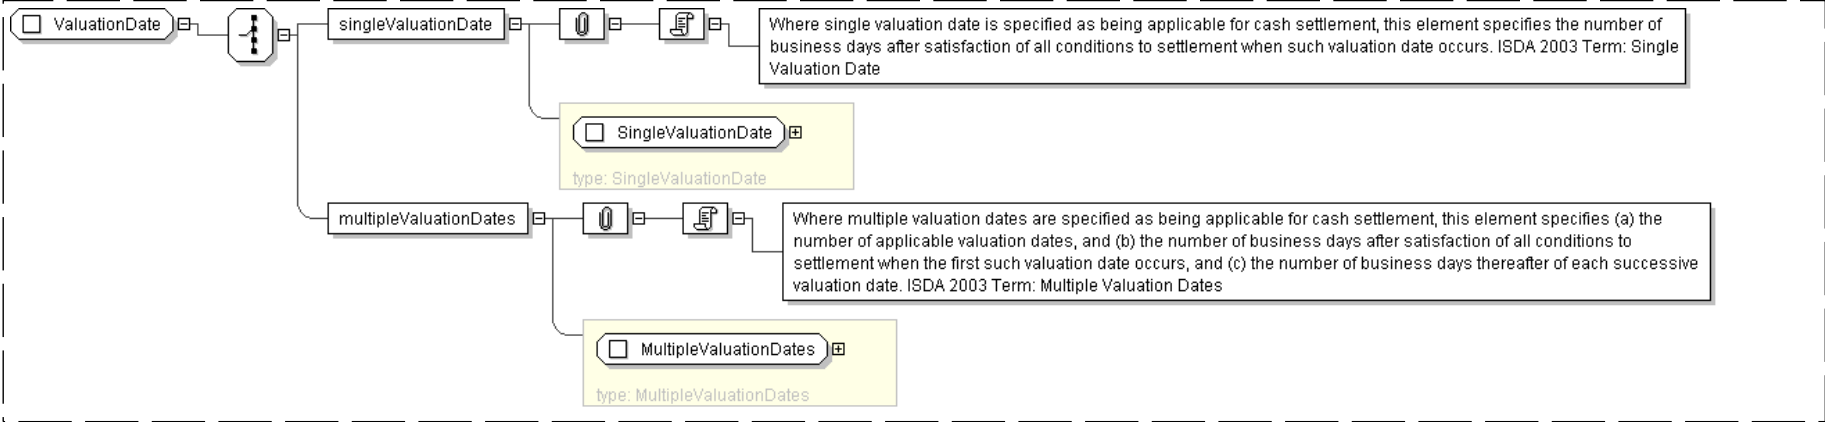 ValuationDate
singleValuationDate
Where single valuation date is specified as being applicable for cash settlement, this element specifies the number of
business days after satisfaction of all conditions to settlement when such valuation date occurs. ISDA 2003 Term: Single
Valuation Date
SingleValuationDate
type: SingleValuationDate
multipleValuationDates
Where multiple valuation dates are specified as being applicable for cash settlement, this element specifies (a) the
number of applicable valuation dates, and (b) the number of business days after satisfaction of all conditions to
settlement when the first such valuation date occurs, and (c) the number of business days thereafter of each successive
valuation date. ISDA 2003 Term: Multiple Valuation Dates
MultipleValuationDates
type: MultipleValuationDates